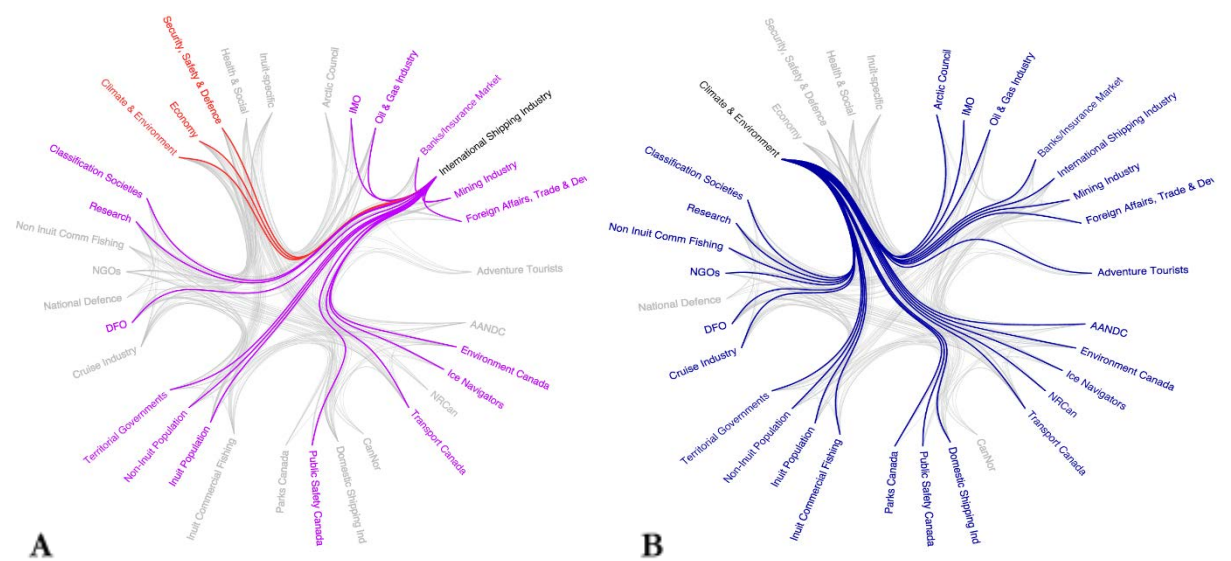 Security, Safety & Defence
Health & Social
Inuit-specific
Arctic Council
IMO
Oil & Gas Industry
Banks/Insurance Market
International Shipping Industry
Mining Industry
Foreign Affairs, Trade & Dev
Adventure Tourists
AANDC
Environment Canada
Ice Navigators
NRCan
Transport Canada
CanNor
Domestic Shipping Ind
Public Safety Canada
Parks Canada
Inuit Commercial Fishing
Inuit Population
Non-Inuit Population
Territorial Governments
Cruise Industry
DFO
National Defence
NGOs
Non Inuit Comm Fishing
Research
Classification Societies
Climate & Environment
Economy
A
Security, Safety & Defence
Health & Social
Inuit-specific
Arctic Council
IMO
Oil & Gas Industry
Banks/Insurance Market
International Shipping Industry
Mining Industry
Foreign Affairs, Trade & Dev
Adventure Tourists
AANDC
Environment Canada
Ice Navigators
NRCan
Transport Canada
CanNor
Domestic Shipping Ind
Public Safety Canada
Parks Canada
Inuit Commercial Fishing
Inuit Population
Non-Inuit Population
Territorial Governments
Cruise Industry
DFO
National Defence
NGOs
Non Inuit Comm Fishing
Research
Classification Societies
Climate & Environment
Economy
B